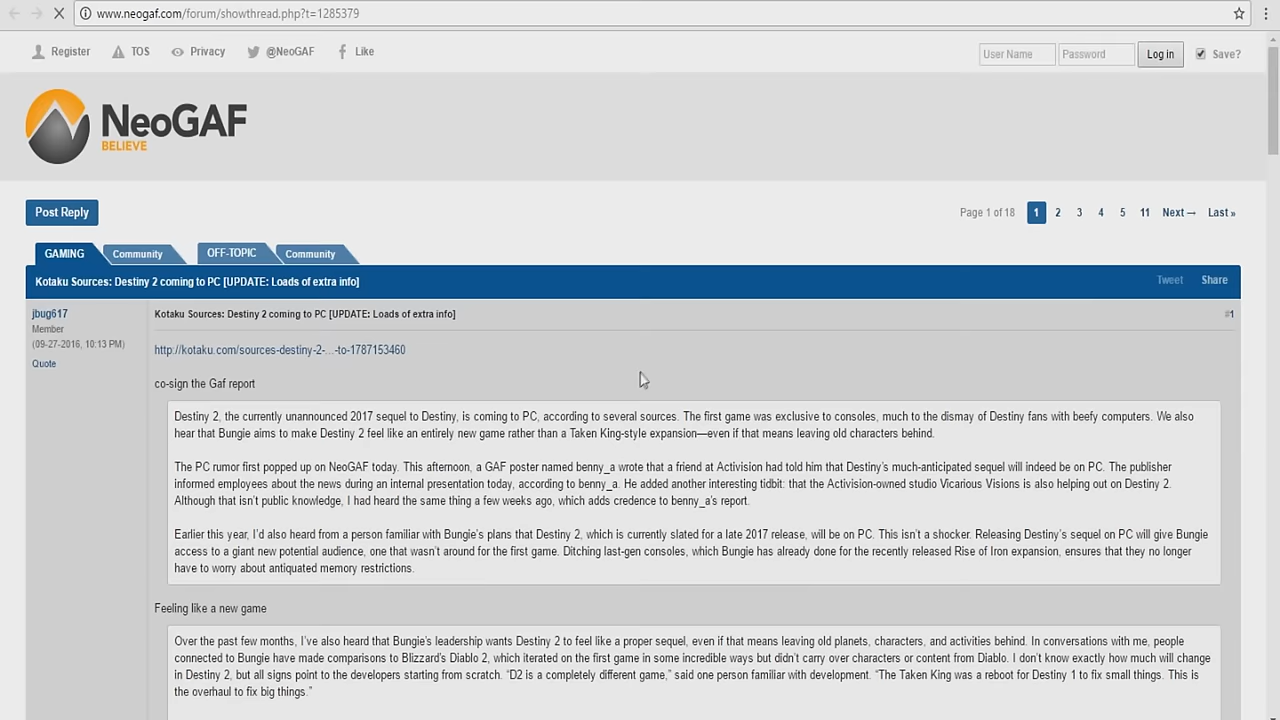 www.neogaf.com/forum/showthread.php?t=1285379
Register TOS Privacy @NeoGAF Like User Name Password Log in Save?
NeoGAF
BELIEVE
Post Reply Page 1 of 18 1 2 3 4 5 11 Next → Last »
GAMING Community OFF-TOPIC Community
Kotaku Sources: Destiny 2 coming to PC [UPDATE: Loads of extra info] Tweet Share
jbug617
Member
(09-27-2016, 10:13 PM)
Quote
Kotaku Sources: Destiny 2 coming to PC [UPDATE: Loads of extra info] #1
http://kotaku.com/sources-destiny-2-...-to-1787153460
co-sign the Gaf report
Destiny 2, the currently unannounced 2017 sequel to Destiny, is coming to PC, according to several sources. The first game was exclusive to consoles, much to the dismay of Destiny fans with beefy computers. We also
hear that Bungie aims to make Destiny 2 feel like an entirely new game rather than a Taken King-style expansion—even if that means leaving old characters behind.
The PC rumor first popped up on NeoGAF today. This afternoon, a GAF poster named benny_a wrote that a friend at Activision had told him that Destiny's much-anticipated sequel will indeed be on PC. The publisher
informed employees about the news during an internal presentation today, according to benny_a. He added another interesting tidbit: that the Activision-owned studio Vicarious Visions is also helping out on Destiny 2.
Although that isn't public knowledge, I had heard the same thing a few weeks ago, which adds credence to benny_a's report.
Earlier this year, I'd also heard from a person familiar with Bungie's plans that Destiny 2, which is currently slated for a late 2017 release, will be on PC. This isn't a shocker. Releasing Destiny's sequel on PC will give Bungie
access to a giant new potential audience, one that wasn't around for the first game. Ditching last-gen consoles, which Bungie has already done for the recently released Rise of Iron expansion, ensures that they no longer
have to worry about antiquated memory restrictions.
Feeling like a new game
Over the past few months, I've also heard that Bungie's leadership wants Destiny 2 to feel like a proper sequel, even if that means leaving old planets, characters, and activities behind. In conversations with me, people
connected to Bungie have made comparisons to Blizzard's Diablo 2, which iterated on the first game in some incredible ways but didn't carry over characters or content from Diablo. I don't know exactly how much will change
in Destiny 2, but all signs point to the developers starting from scratch. “D2 is a completely different game,” said one person familiar with development. “The Taken King was a reboot for Destiny 1 to fix small things. This is
the overhaul to fix big things.”